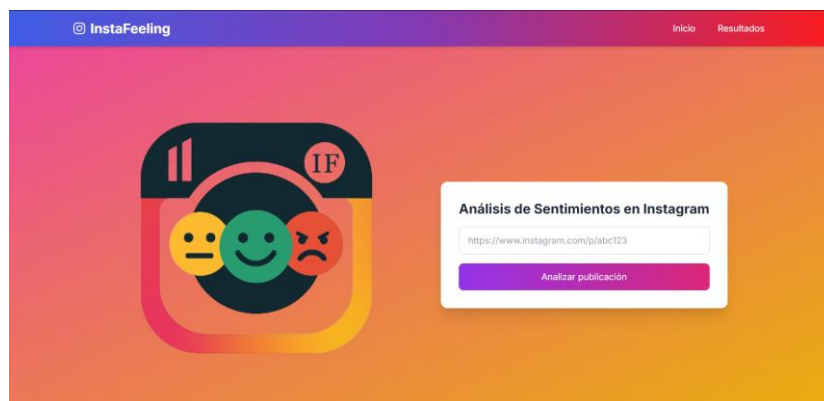 InstaFeeling
Inicio Resultados
IF
Análisis de Sentimientos en Instagram
https://www.instagram.com/p/abc123
Analizar publicación